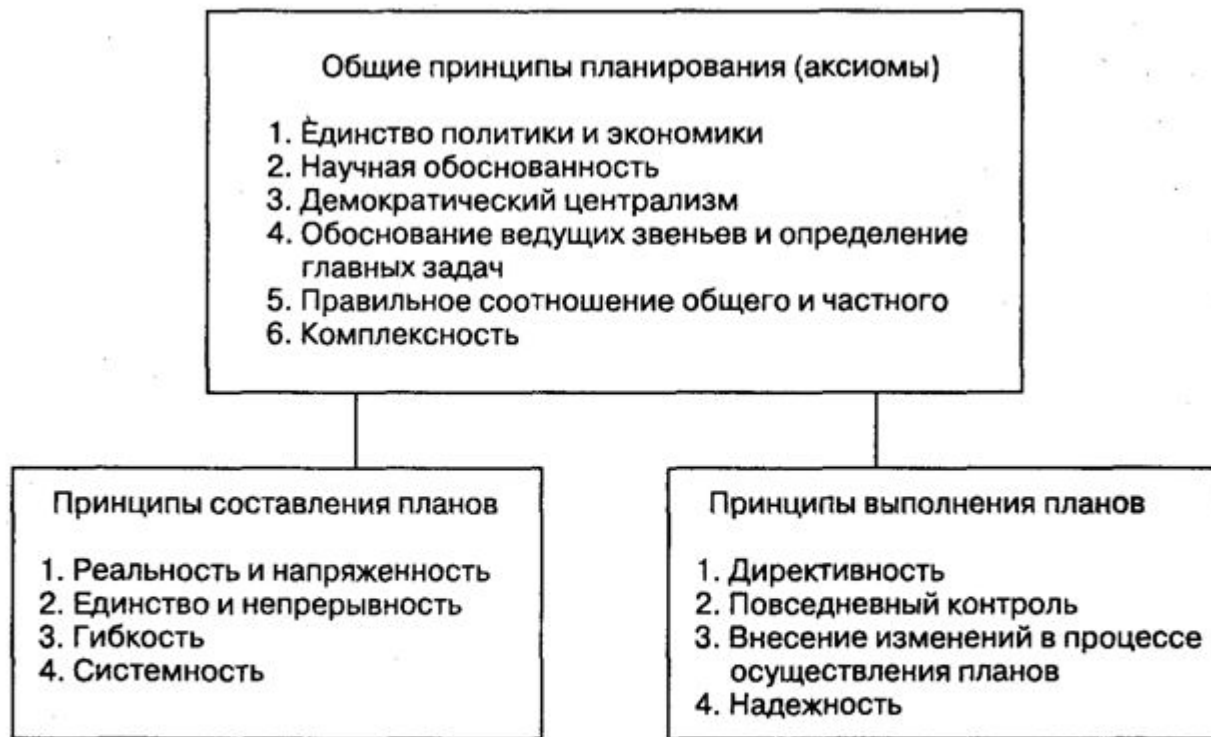 Общие принципы планирования (аксиомы)
1. Единство политики и экономики
2. Научная обоснованность
3. Демократический централизм
4. Обоснование ведущих звеньев и определение
главных задач
5. Правильное соотношение общего и частного
6. Комплексность
Принципы составления планов
1. Реальность и напряженность
2. Единство и непрерывность
3. Гибкость
4. Системность
Принципы выполнения планов
1. Директивность
2. Повседневный контроль
3. Внесение изменений в процессе
осуществления планов
4. Надежность